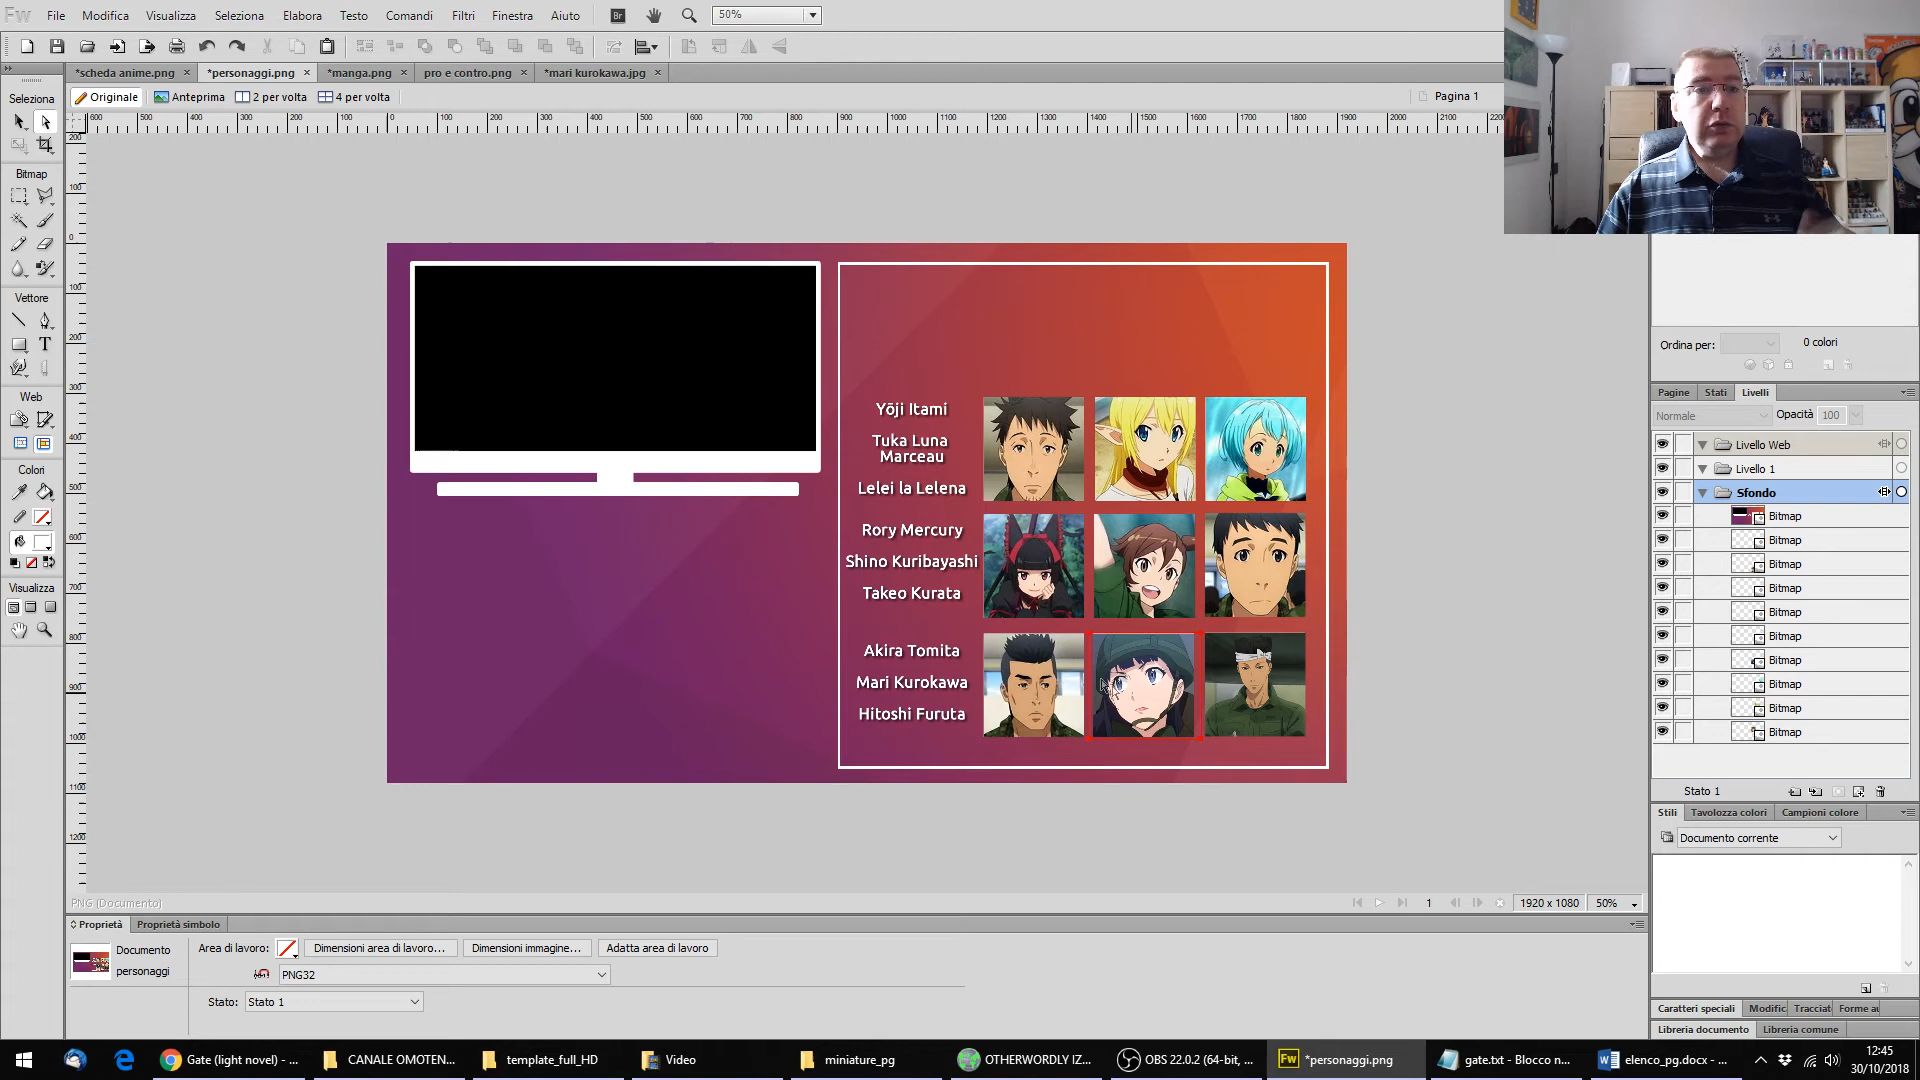 Fw File Modifica Visualizza Seleziona Elabora Testo Comandi Filtri Finestra Aiuto Br 50%
*scheda anime.png × *personaggi.png × *manga.png × pro e contro.png × *mari kurokawa.jpg ×
Originale Anteprima 2 per volta 4 per volta Pagina 1
Seleziona
Bitmap
Vettore
Web
Colori
Visualizza
Yōji Itami
Tuka Luna
Marceau
Lelei la Lelena
Rory Mercury
Shino Kuribayashi
Takeo Kurata
Akira Tomita
Mari Kurokawa
Hitoshi Furuta
Ordina per: 0 colori
Pagine Stati Livelli
Normale Opacità 100
Livello Web
Livello 1
Sfondo
Bitmap
Bitmap
Bitmap
Bitmap
Bitmap
Bitmap
Bitmap
Bitmap
Bitmap
Bitmap
Stato 1
Stili Tavolozza colori Campioni colore
Documento corrente
PNG (Documento) 1 1920 x 1080 50%
Proprietà Proprietà simbolo
Documento
personaggi
Area di lavoro: Dimensioni area di lavoro... Dimensioni immagine... Adatta area di lavoro
PNG32
Stato: Stato 1
Caratteri speciali Modific Tracciat Forme au
Libreria documento Libreria comune
Gate (light novel) - ... CANALE OMOTEN... template_full_HD Video miniature_pg OTHERWORDLY IZ... OBS 22.0.2 (64-bit, ... *personaggi.png gate.txt - Blocco n... elenco_pg.docx - ...
12:45
30/10/2018